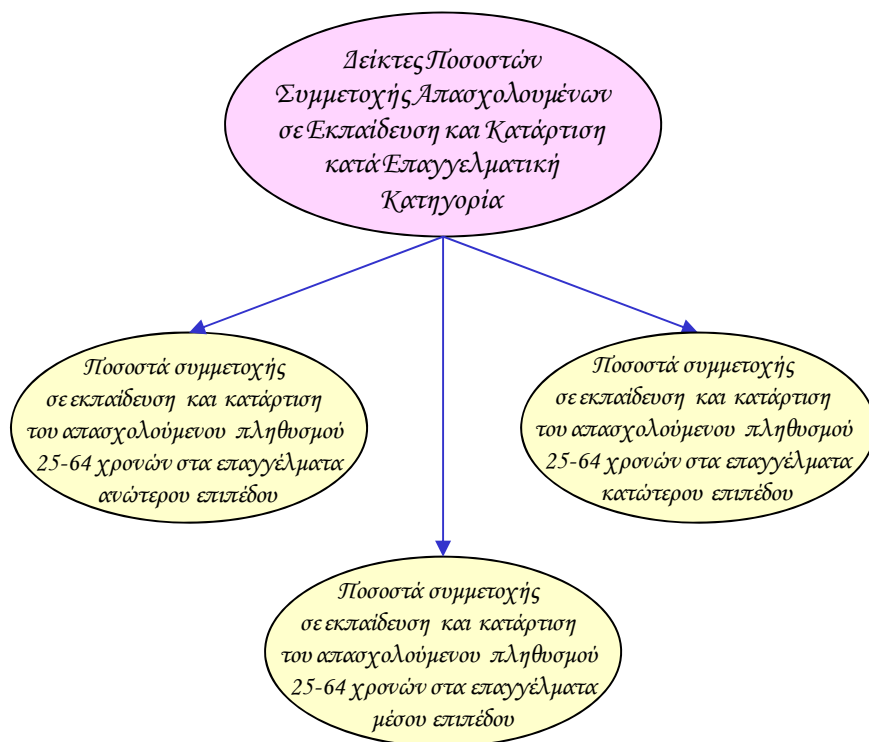 Δείκτες Ποσοστών
Συμμετοχής Απασχολουμένων
σε Εκπαίδευση και Κατάρτιση
κατά Επαγγελματική
Κατηγορία
Ποσοστά συμμετοχής
σε εκπαίδευση και κατάρτιση
του απασχολούμενου πληθυσμού
25-64 χρονών στα επαγγέλματα
ανώτερου επιπέδου
Ποσοστά συμμετοχής
σε εκπαίδευση και κατάρτιση
του απασχολούμενου πληθυσμού
25-64 χρονών στα επαγγέλματα
κατώτερου επιπέδου
Ποσοστά συμμετοχής
σε εκπαίδευση και κατάρτιση
του απασχολούμενου πληθυσμού
25-64 χρονών στα επαγγέλματα
μέσου επιπέδου